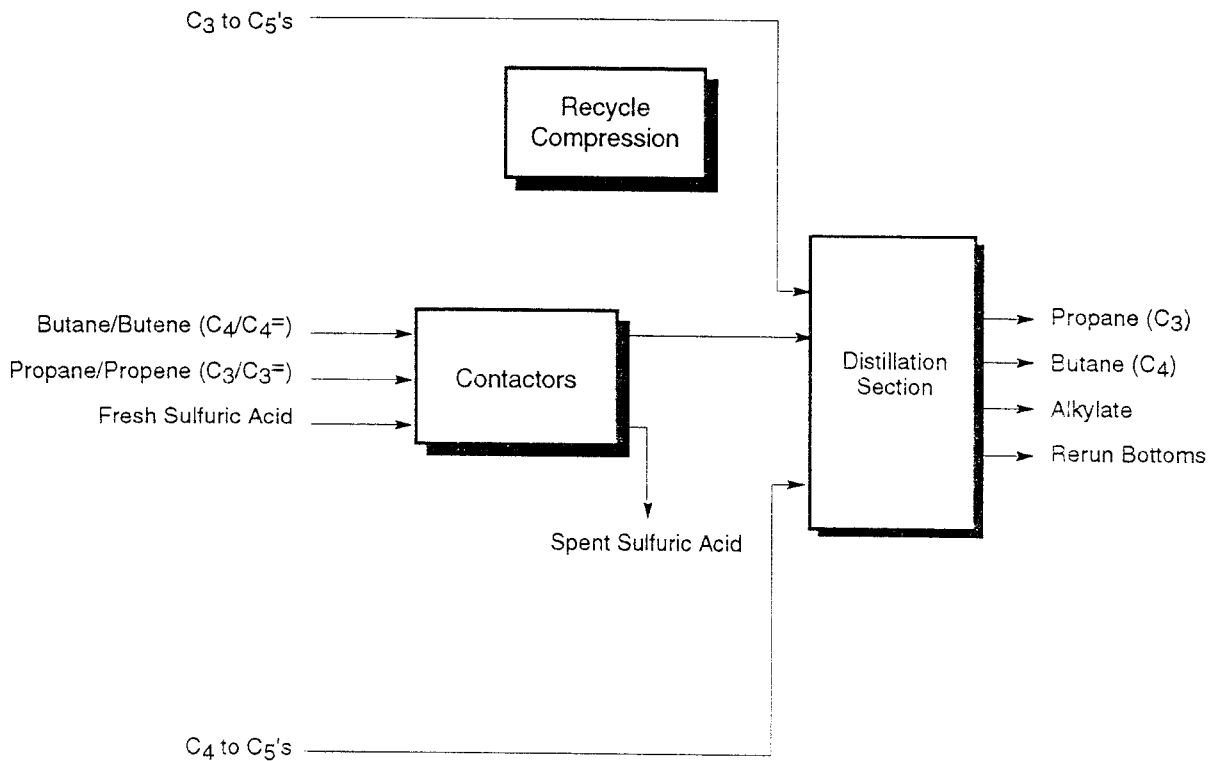 C3 to C5's
Recycle
Compression
Butane/Butene (C4/C4=)
Propane/Propene (C3/C3=)
Fresh Sulfuric Acid
Contactors
Spent Sulfuric Acid
Distillation
Section
Propane (C3)
Butane (C4)
Alkylate
Rerun Bottoms
C4 to C5's